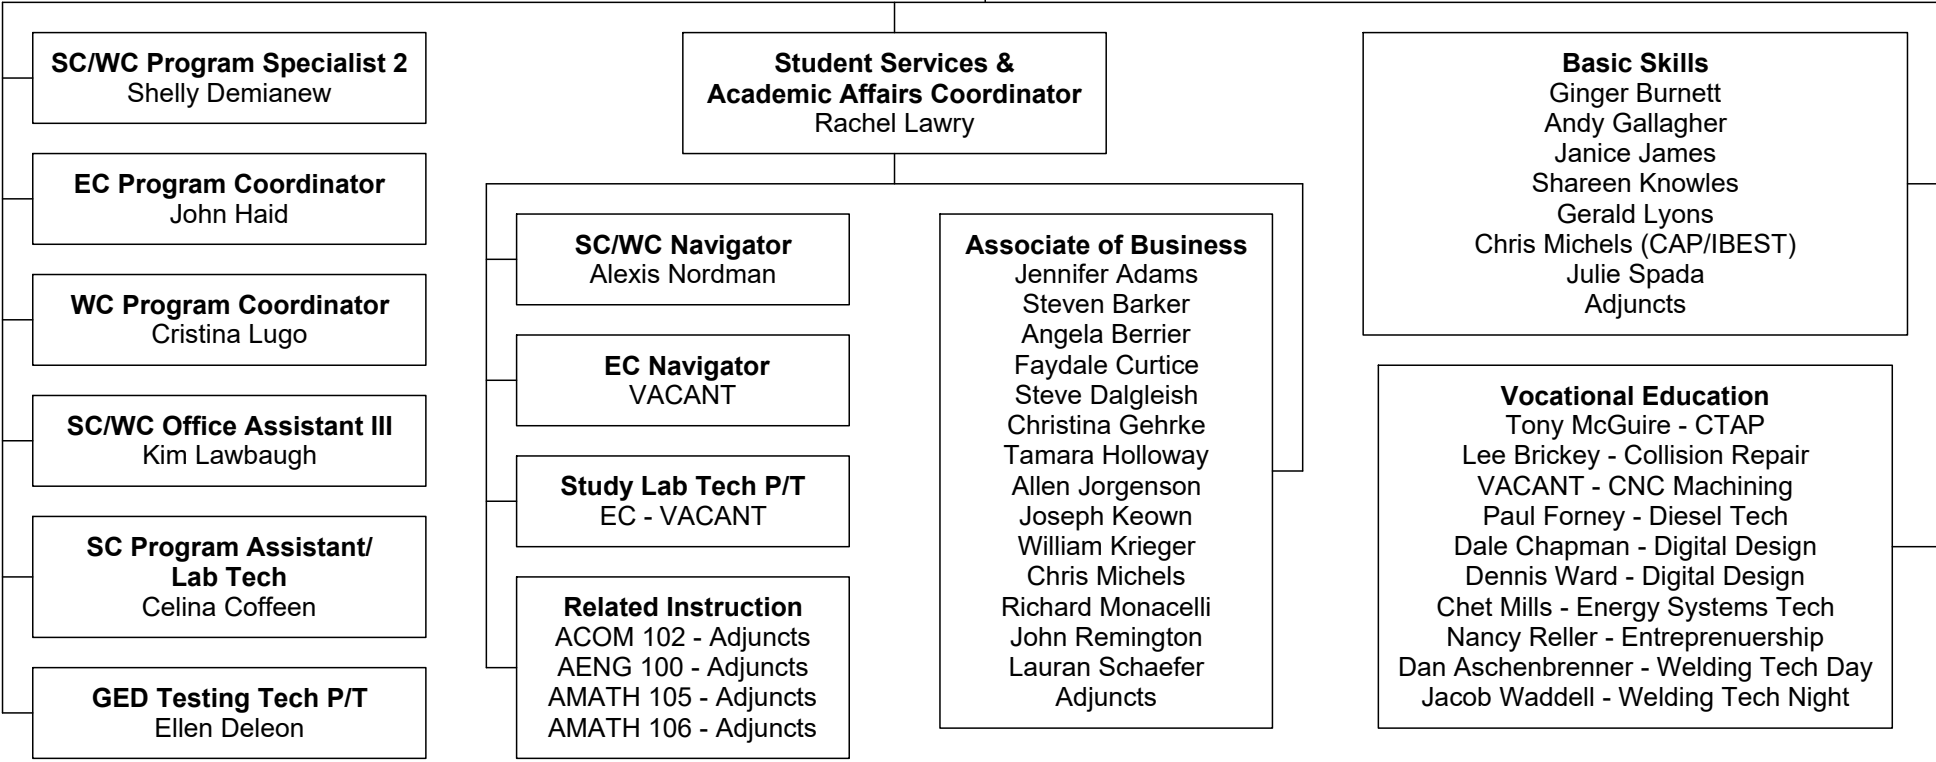 SC/WC Program Specialist 2
Shelly Demianew
EC Program Coordinator
John Haid
WC Program Coordinator
Cristina Lugo
SC/WC Office Assistant III
Kim Lawbaugh
SC Program Assistant/
Lab Tech
Celina Coffeen
GED Testing Tech P/T
Ellen Deleon
Student Services &
Academic Affairs Coordinator
Rachel Lawry
SC/WC Navigator
Alexis Nordman
EC Navigator
VACANT
Study Lab Tech P/T
EC - VACANT
Related Instruction
ACOM 102 - Adjuncts
AENG 100 - Adjuncts
AMATH 105 - Adjuncts
AMATH 106 - Adjuncts
Associate of Business
Jennifer Adams
Steven Barker
Angela Berrier
Faydale Curtice
Steve Dalgleish
Christina Gehrke
Tamara Holloway
Allen Jorgenson
Joseph Keown
William Krieger
Chris Michels
Richard Monacelli
John Remington
Lauran Schaefer
Adjuncts
Basic Skills
Ginger Burnett
Andy Gallagher
Janice James
Shareen Knowles
Gerald Lyons
Chris Michels (CAP/IBEST)
Julie Spada
Adjuncts
Vocational Education
Tony McGuire - CTAP
Lee Brickey - Collision Repair
VACANT - CNC Machining
Paul Forney - Diesel Tech
Dale Chapman - Digital Design
Dennis Ward - Digital Design
Chet Mills - Energy Systems Tech
Nancy Reller - Entreprenuership
Dan Aschenbrenner - Welding Tech Day
Jacob Waddell - Welding Tech Night